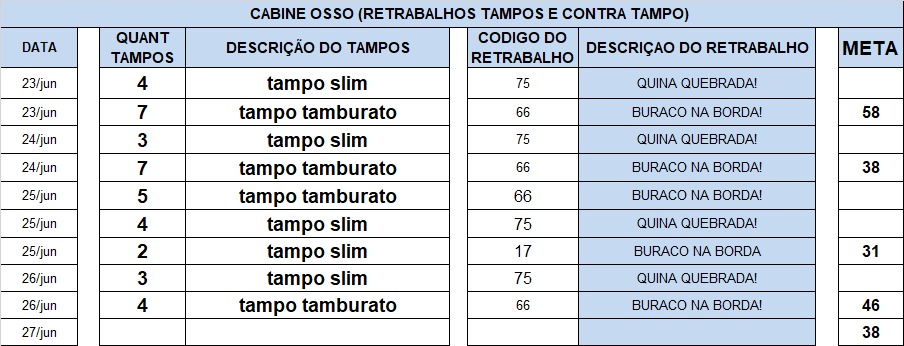 CABINE OSSO (RETRABALHOS TAMPOS E CONTRA TAMPO)
DATA QUANT TAMPOS DESCRIÇÃO DO TAMPOS CODIGO DO RETRABALHO DESCRIÇAO DO RETRABALHO META
23/jun 4 tampo slim 75 QUINA QUEBRADA!
23/jun 7 tampo tamburato 66 BURACO NA BORDA! 58
24/jun 3 tampo slim 75 QUINA QUEBRADA!
24/jun 7 tampo tamburato 66 BURACO NA BORDA! 38
25/jun 5 tampo tamburato 66 BURACO NA BORDA!
25/jun 4 tampo slim 75 QUINA QUEBRADA!
25/jun 2 tampo slim 17 BURACO NA BORDA 31
26/jun 3 tampo slim 75 QUINA QUEBRADA!
26/jun 4 tampo tamburato 66 BURACO NA BORDA! 46
27/jun 38